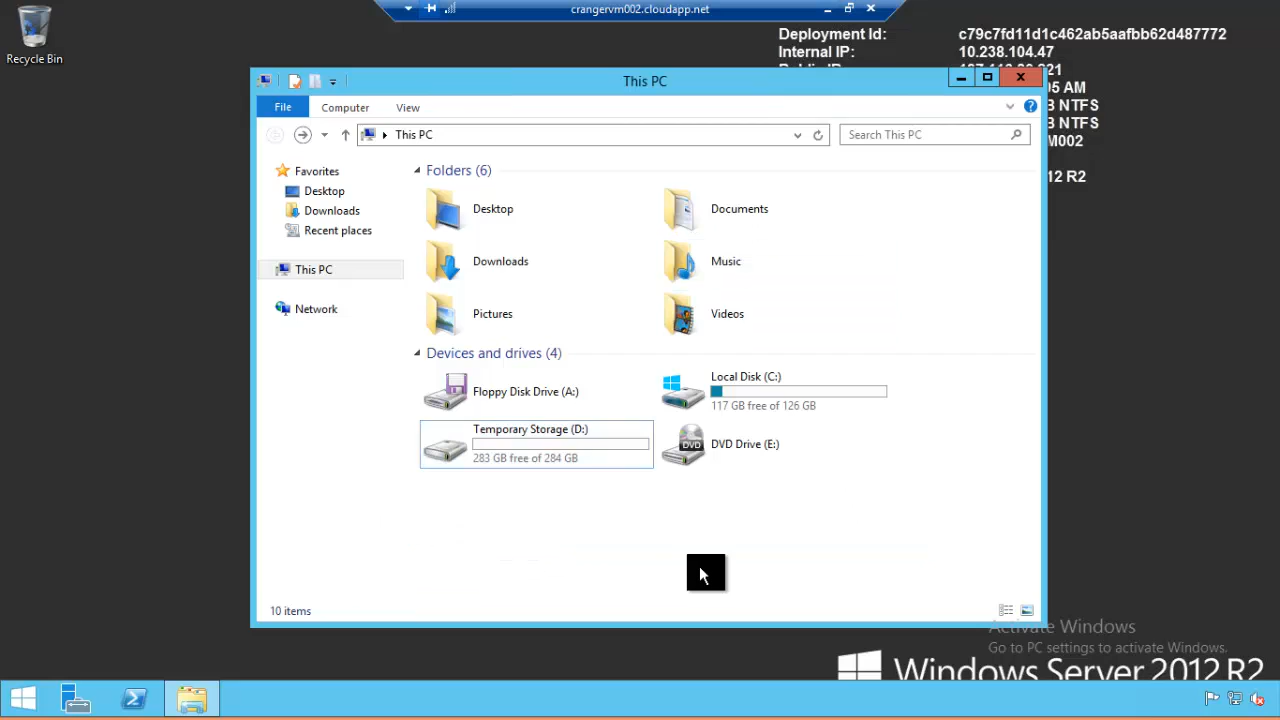 Recycle Bin
crangervm002.cloudapp.net
Deployment Id: c79c7fd11d1c462ab5aafbb62d487772
Internal IP: 10.238.104.47
05 AM
B NTFS
B NTFS
M002
12 R2
This PC
File Computer View
This PC
Search This PC
Favorites
Desktop
Downloads
Recent places
This PC
Network
Folders (6)
Desktop
Documents
Downloads
Music
Pictures
Videos
Devices and drives (4)
Floppy Disk Drive (A:)
Local Disk (C:)
117 GB free of 126 GB
Temporary Storage (D:)
283 GB free of 284 GB
DVD Drive (E:)
DVD
10 items
Activate Windows
Go to PC settings to activate Windows.
Windows Server 2012 R2